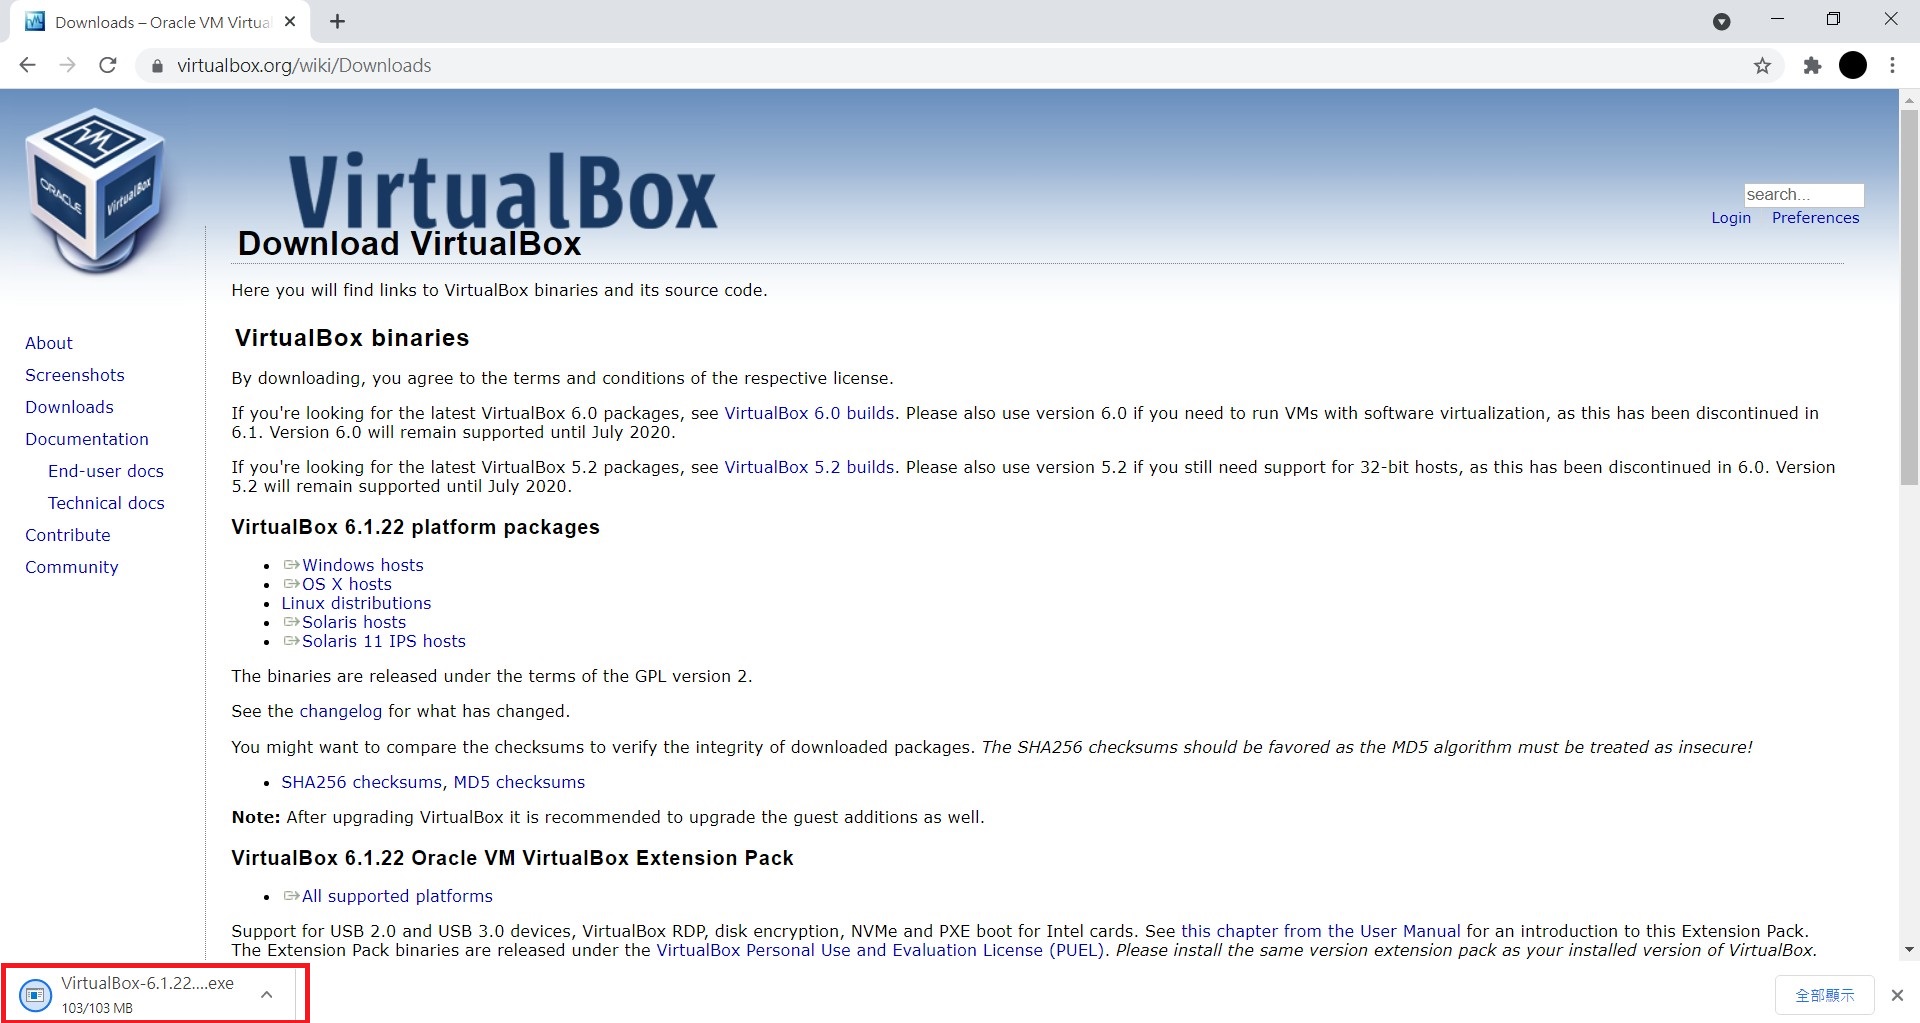 Downloads – Oracle VM Virtua
virtualbox.org/wiki/Downloads
ORACLE
VirtualBox
VirtualBox
search...
Login Preferences
Download VirtualBox
Here you will find links to VirtualBox binaries and its source code.
About
Screenshots
Downloads
Documentation
End-user docs
Technical docs
Contribute
Community
VirtualBox binaries
By downloading, you agree to the terms and conditions of the respective license.
If you're looking for the latest VirtualBox 6.0 packages, see VirtualBox 6.0 builds. Please also use version 6.0 if you need to run VMs with software virtualization, as this has been discontinued in
6.1. Version 6.0 will remain supported until July 2020.
If you're looking for the latest VirtualBox 5.2 packages, see VirtualBox 5.2 builds. Please also use version 5.2 if you still need support for 32-bit hosts, as this has been discontinued in 6.0. Version
5.2 will remain supported until July 2020.
VirtualBox 6.1.22 platform packages
Windows hosts
OS X hosts
Linux distributions
Solaris hosts
Solaris 11 IPS hosts
The binaries are released under the terms of the GPL version 2.
See the changelog for what has changed.
You might want to compare the checksums to verify the integrity of downloaded packages. The SHA256 checksums should be favored as the MD5 algorithm must be treated as insecure!
SHA256 checksums, MD5 checksums
Note: After upgrading VirtualBox it is recommended to upgrade the guest additions as well.
VirtualBox 6.1.22 Oracle VM VirtualBox Extension Pack
All supported platforms
Support for USB 2.0 and USB 3.0 devices, VirtualBox RDP, disk encryption, NVMe and PXE boot for Intel cards. See this chapter from the User Manual for an introduction to this Extension Pack.
The Extension Pack binaries are released under the VirtualBox Personal Use and Evaluation License (PUEL). Please install the same version extension pack as your installed version of VirtualBox.
VirtualBox-6.1.22....exe
103/103 MB
全部顯示